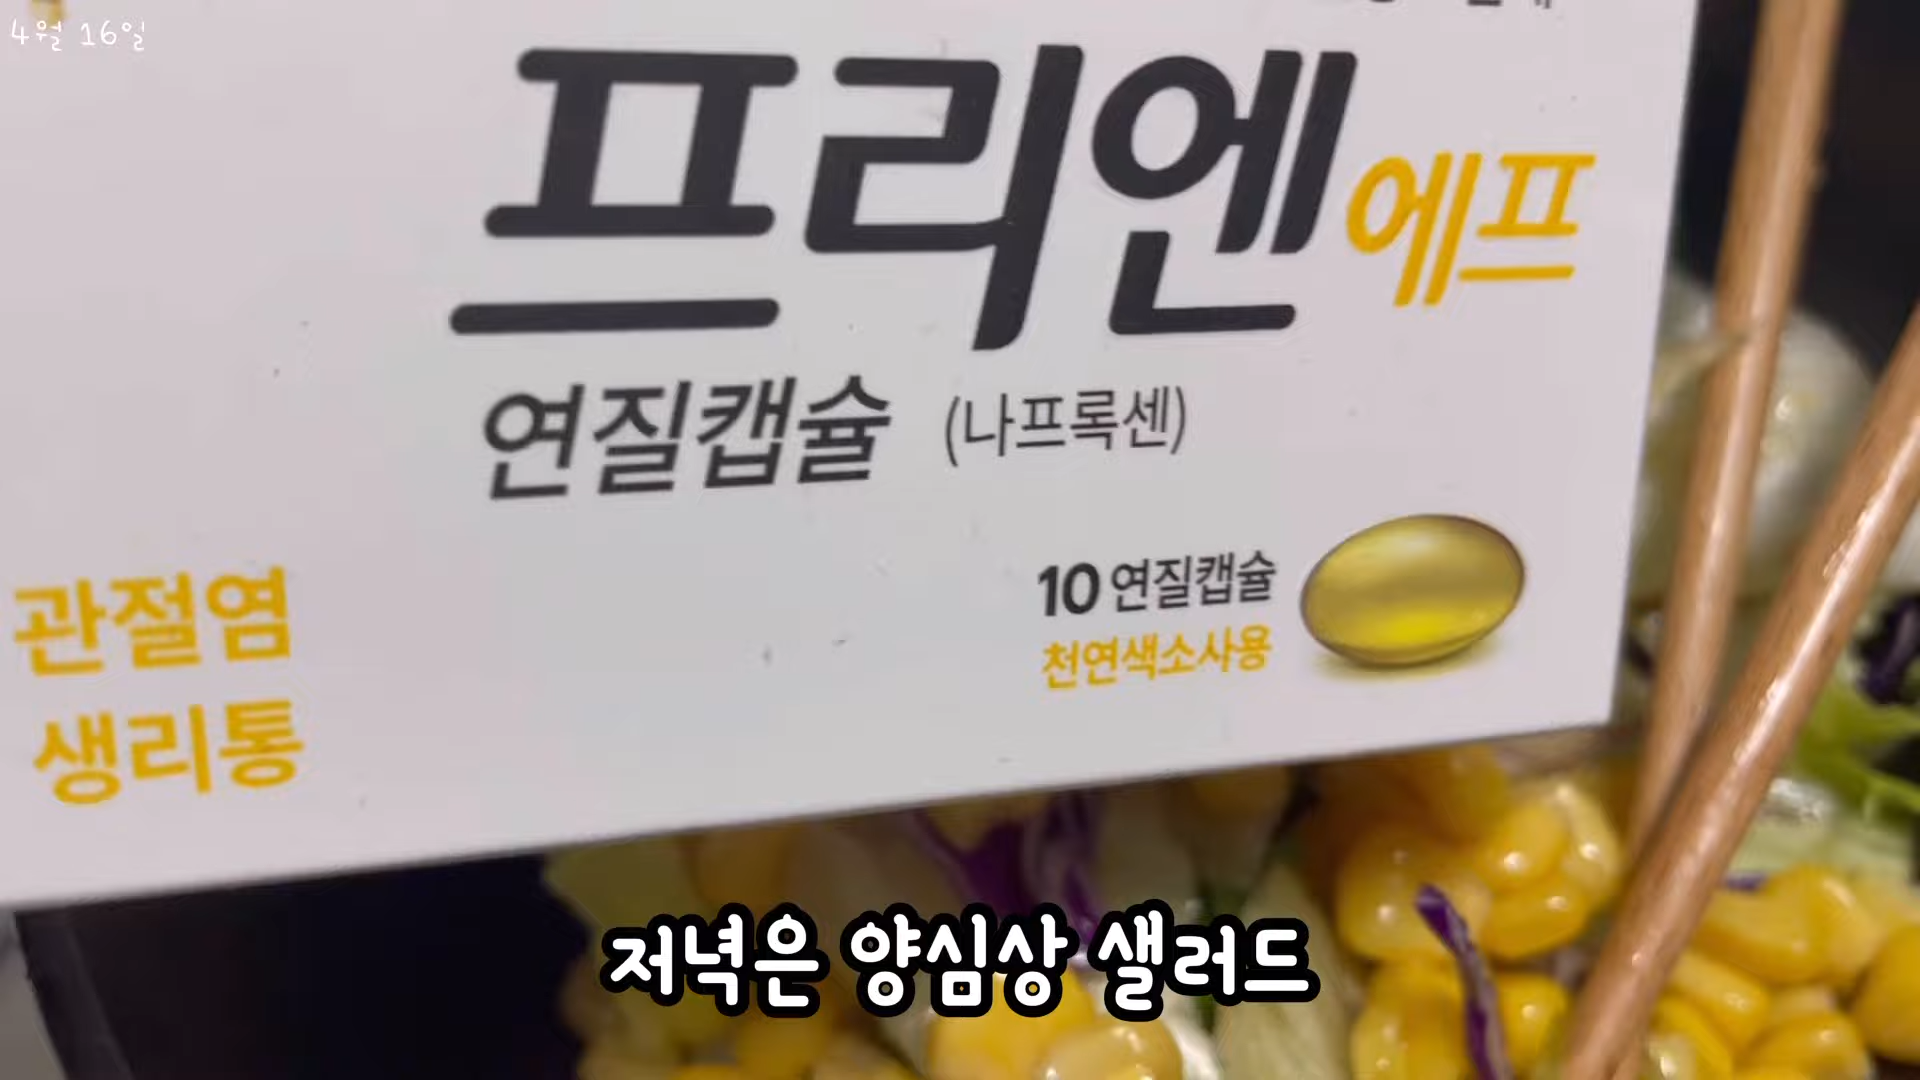 4월 16일
프리엔에프
연질캡슐 (나프록센)
10 연질캡슐
천연색소사용
관절염
생리통
저녁은 양심상 샐러드